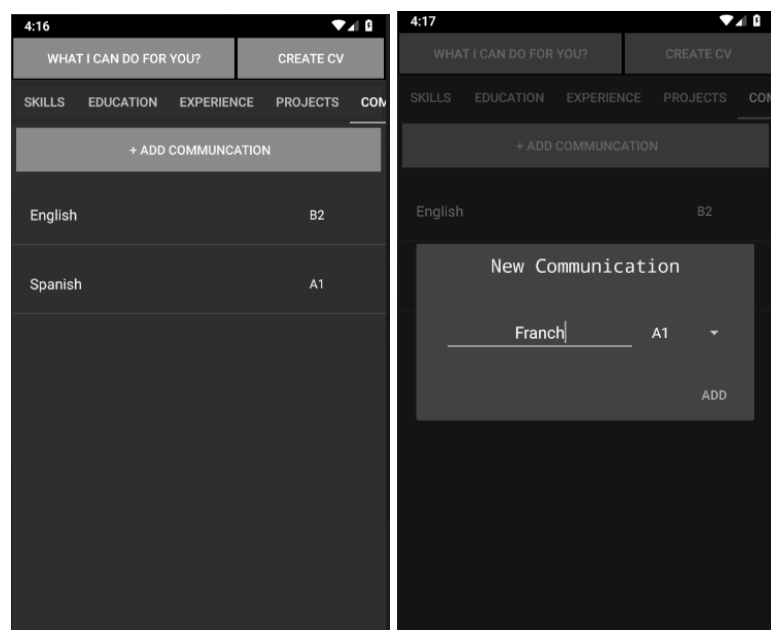 4:16
WHAT I CAN DO FOR YOU? CREATE CV
SKILLS EDUCATION EXPERIENCE PROJECTS COM
+ ADD COMMUNCATION
English B2
Spanish A1
4:17
WHAT I CAN DO FOR YOU? CREATE CV
SKILLS EDUCATION EXPERIENCE PROJECTS COM
+ ADD COMMUNCATION
English B2
New Communication
Franch A1
ADD